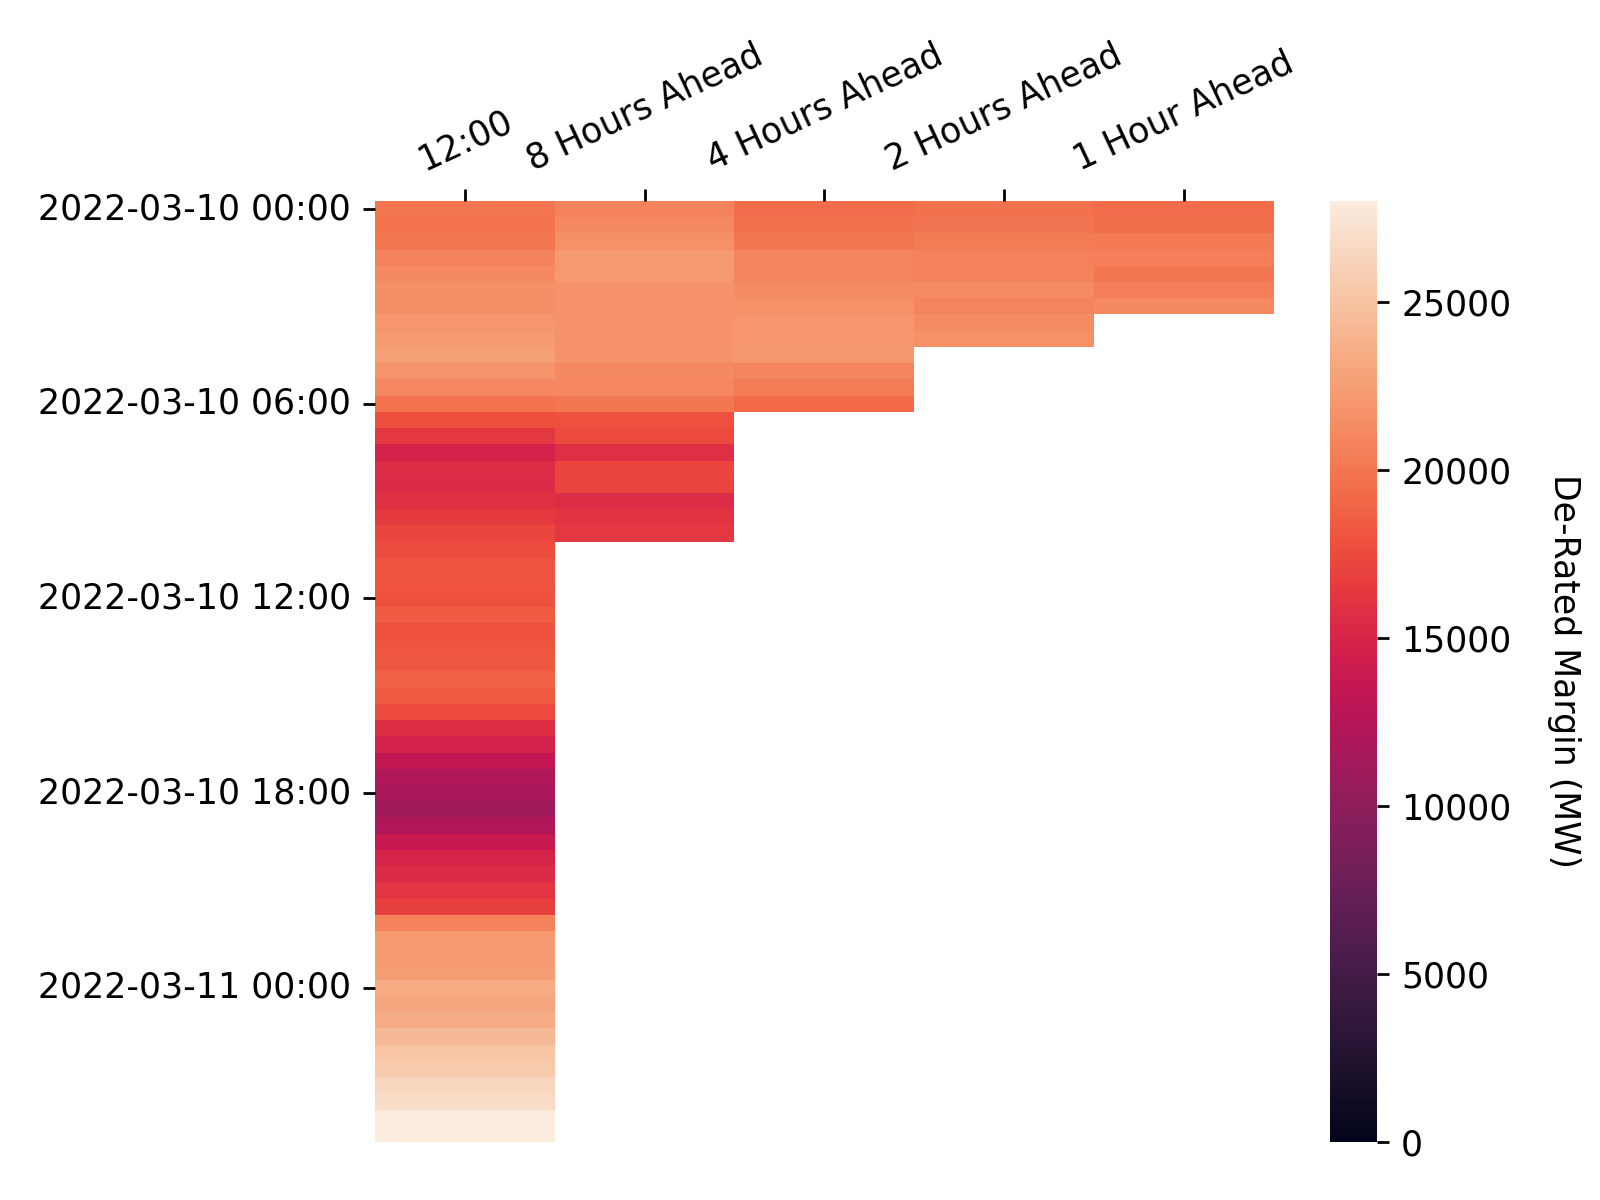 12:00
8 Hours Ahead
4 Hours Ahead
2 Hours Ahead
1 Hour Ahead
2022-03-10 00:00
2022-03-10 06:00
2022-03-10 12:00
2022-03-10 18:00
2022-03-11 00:00
25000
20000
15000
10000
5000
0
De-Rated Margin (MW)